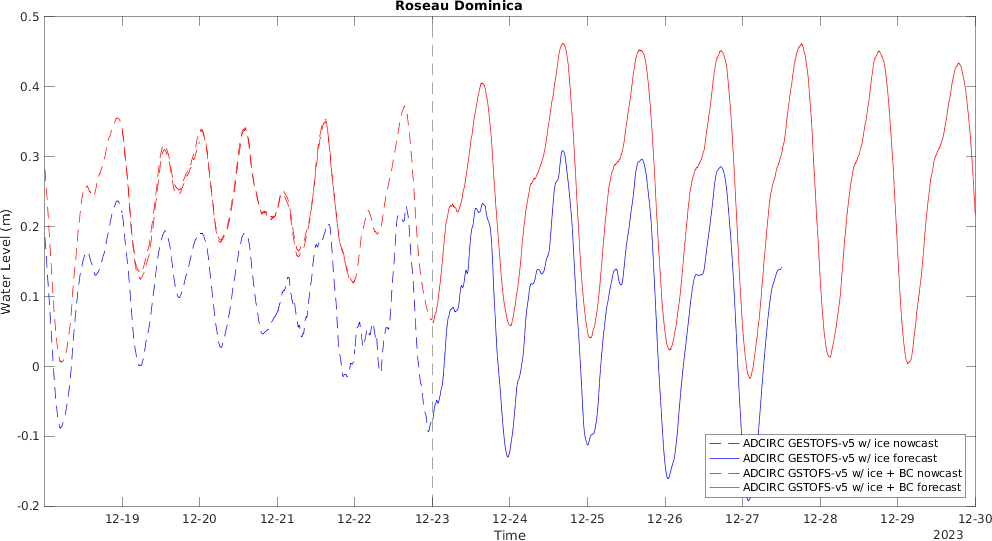 Roseau Dominica
0.5
0.4
0.3
0.2
0.1
0
-0.1
-0.2
Water Level (m)
ADCIRC GESTOFS-v5 w/ ice nowcast
ADCIRC GESTOFS-v5 w/ ice forecast
ADCIRC GSTOFS-v5 w/ ice + BC nowcast
ADCIRC GSTOFS-v5 w/ ice + BC forecast
12-19 12-20 12-21 12-22 12-23 12-24 12-25 12-26 12-27 12-28 12-29 12-30
Time
2023